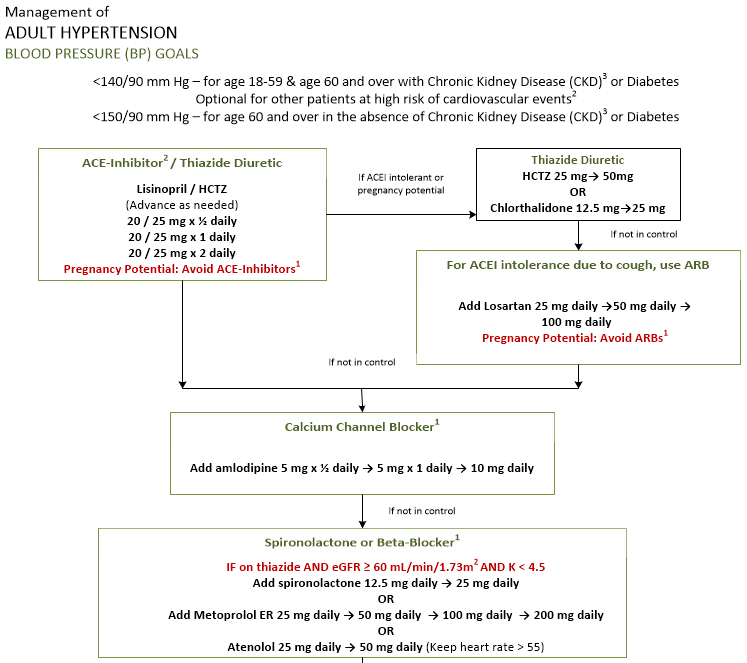 Management of
ADULT HYPERTENSION
BLOOD PRESSURE (BP) GOALS
<140/90 mm Hg – for age 18-59 & age 60 and over with Chronic Kidney Disease (CKD)3 or Diabetes
Optional for other patients at high risk of cardiovascular events2
<150/90 mm Hg – for age 60 and over in the absence of Chronic Kidney Disease (CKD)3 or Diabetes
ACE-Inhibitor2 / Thiazide Diuretic
Lisinopril / HCTZ
(Advance as needed)
20 / 25 mg x ½ daily
20 / 25 mg x 1 daily
20 / 25 mg x 2 daily
Pregnancy Potential: Avoid ACE-Inhibitors1
If ACEI intolerant or
pregnancy potential
Thiazide Diuretic
HCTZ 25 mg→ 50mg
OR
Chlorthalidone 12.5 mg→25 mg
If not in control
For ACEI intolerance due to cough, use ARB
Add Losartan 25 mg daily →50 mg daily →
100 mg daily
Pregnancy Potential: Avoid ARBs1
If not in control
Calcium Channel Blocker1
Add amlodipine 5 mg x ½ daily → 5 mg x 1 daily → 10 mg daily
If not in control
Spironolactone or Beta-Blocker1
IF on thiazide AND eGFR ≥ 60 mL/min/1.73m2 AND K < 4.5
Add spironolactone 12.5 mg daily → 25 mg daily
OR
Add Metoprolol ER 25 mg daily → 50 mg daily → 100 mg daily → 200 mg daily
OR
Atenolol 25 mg daily → 50 mg daily (Keep heart rate > 55)